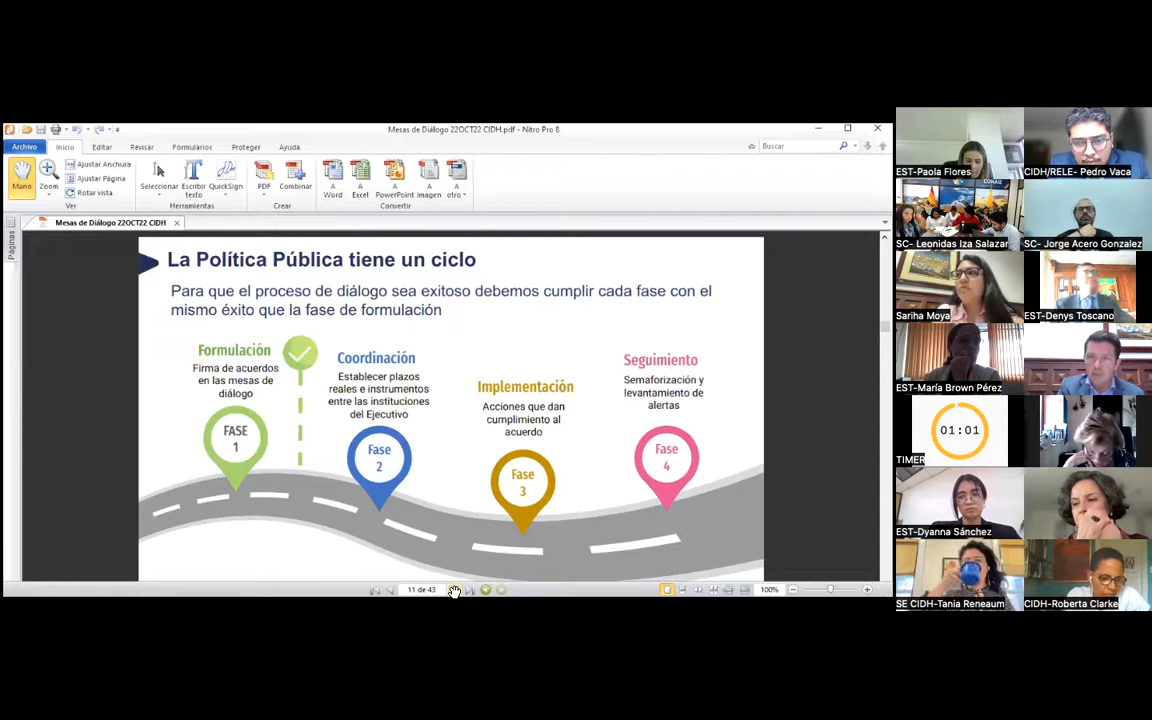 Mesas de Diálogo 22OCT22 CIDH.pdf - Nitro Pro 8
Archivo
Inicio
Editar
Revisar
Formularios
Proteger
Ayuda
Buscar
Mano
Zoom
Ajustar Anchura
Ajustar Página
Rotar vista
Ver
Seleccionar
Escribir texto
QuickSign
Herramientas
PDF
Combinar
Crear
A Word
A Excel
A PowerPoint
A imagen
A otro
Convertir
Mesas de Diálogo 22OCT22 CIDH
Páginas
La Política Pública tiene un ciclo
Para que el proceso de diálogo sea exitoso debemos cumplir cada fase con el
mismo éxito que la fase de formulación
Formulación
Firma de acuerdos
en las mesas de
diálogo
FASE
1
Coordinación
Establecer plazos
reales e instrumentos
entre las instituciones
del Ejecutivo
Fase
2
Implementación
Acciones que dan
cumplimiento al
acuerdo
Fase
3
Seguimiento
Semaforización y
levantamiento de
alertas
Fase
4
11 de 43
100%
EST-Paola Flores
CIDH/RELE- Pedro Vaca
CONAIE
SC- Leonidas Iza Salazar
SC- Jorge Acero Gonzalez
Sariha Moya
EST-Denys Toscano
EST-María Brown Pérez
01:01
TIMER
EST-Dyanna Sánchez
SE CIDH-Tania Reneaum
CIDH-Roberta Clarke